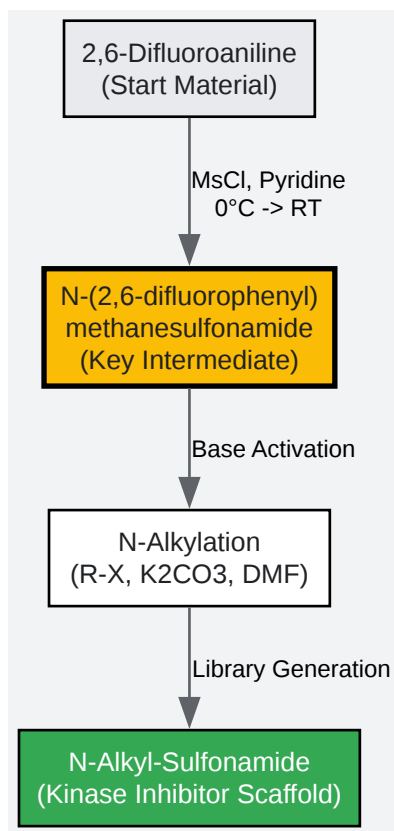 2,6-Difluoroaniline
(Start Material)
MsCl, Pyridine
0°C -> RT
N-(2,6-difluorophenyl)
methanesulfonamide
(Key Intermediate)
Base Activation
N-Alkylation
(R-X, K2CO3, DMF)
Library Generation
N-Alkyl-Sulfonamide
(Kinase Inhibitor Scaffold)